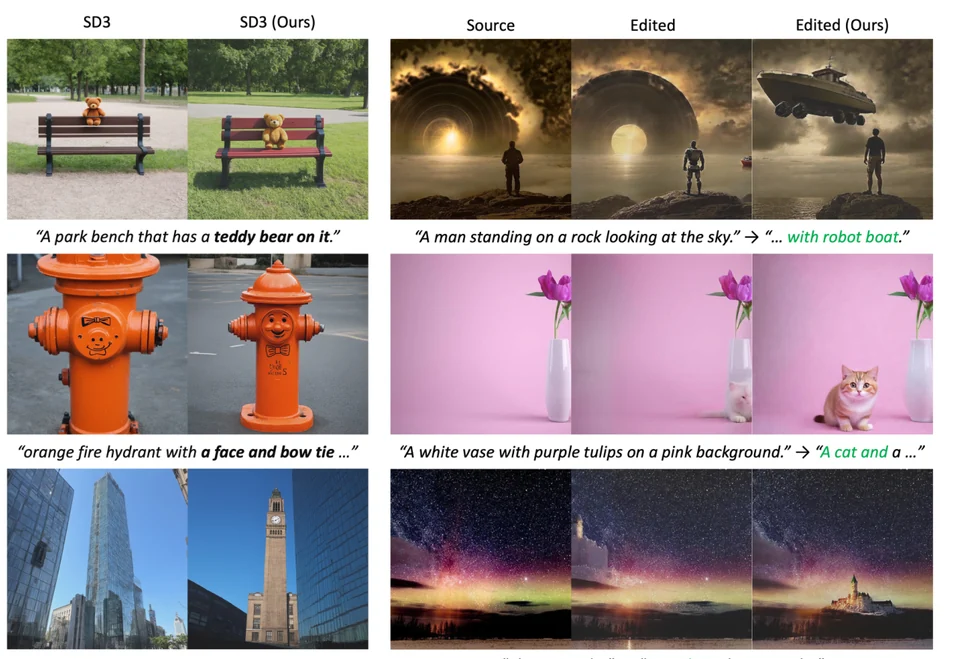 SD3
SD3 (Ours)
Source
Edited
Edited (Ours)
“A park bench that has a teddy bear on it.”
“A man standing on a rock looking at the sky.” → “... with robot boat.”
“orange fire hydrant with a face and bow tie ...”
“A white vase with purple tulips on a pink background.” → “A cat and a ...”